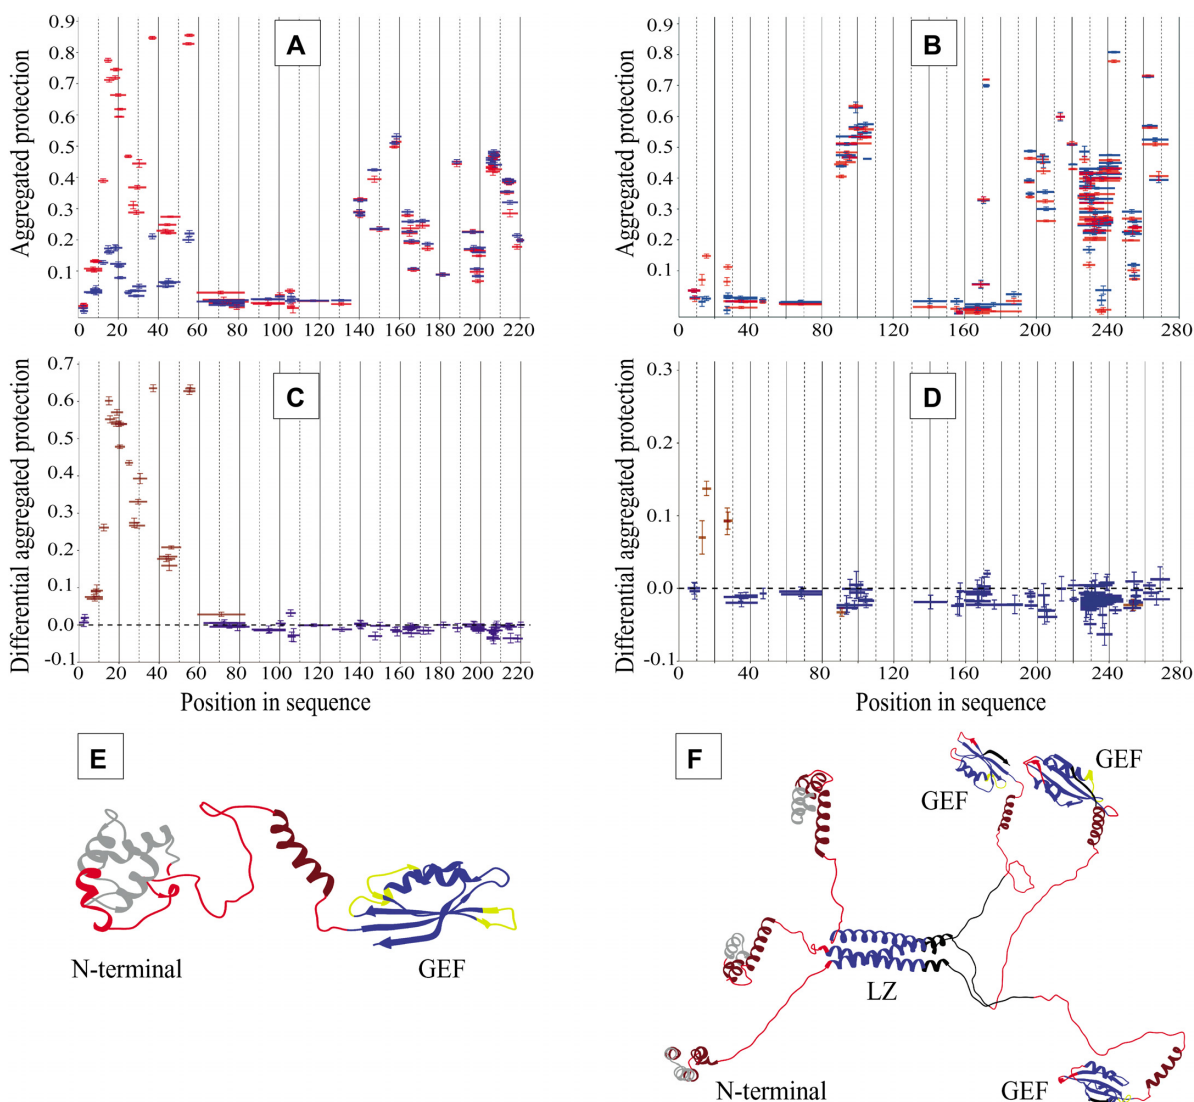 A
Aggregated protection
0.9
0.8
0.7
0.6
0.5
0.4
0.3
0.2
0.1
0 20 40 60 80 100 120 140 160 180 200 220
B
Aggregated protection
0.9
0.8
0.7
0.6
0.5
0.4
0.3
0.2
0.1
0 40 80 120 160 200 240 280
C
Differential aggregated protection
0.7
0.6
0.5
0.4
0.3
0.2
0.1
0.0
-0.1
0 20 40 60 80 100 120 140 160 180 200 220
Position in sequence
D
Differential aggregated protection
0.3
0.2
0.1
0.0
-0.1
0 40 80 120 160 200 240 280
Position in sequence
E
N-terminal
GEF
F
GEF
GEF
LZ
N-terminal
GEF